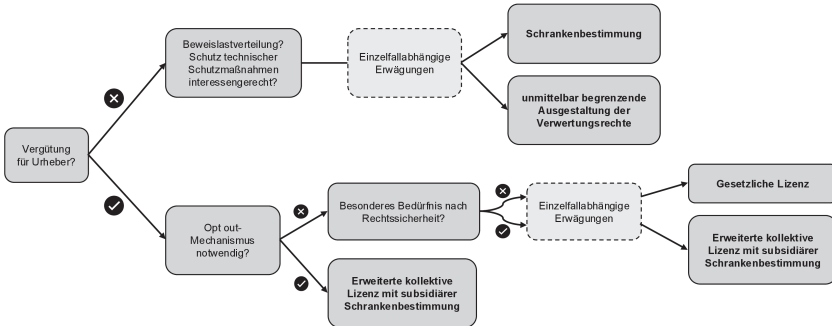 Vergütung
für Urheber?
Beweislastverteilung?
Schutz technischer
Schutzmaßnahmen
interessengerecht?
Einzelfallabhängige
Erwägungen
Schrankenbestimmung
unmittelbar begrenzende
Ausgestaltung der
Verwertungsrechte
Opt out-
Mechanismus
notwendig?
Besonderes Bedürfnis nach
Rechtssicherheit?
Erweiterte kollektive
Lizenz mit subsidiärer
Schrankenbestimmung
Einzelfallabhängige
Erwägungen
Gesetzliche Lizenz
Erweiterte kollektive
Lizenz mit subsidiärer
Schrankenbestimmung